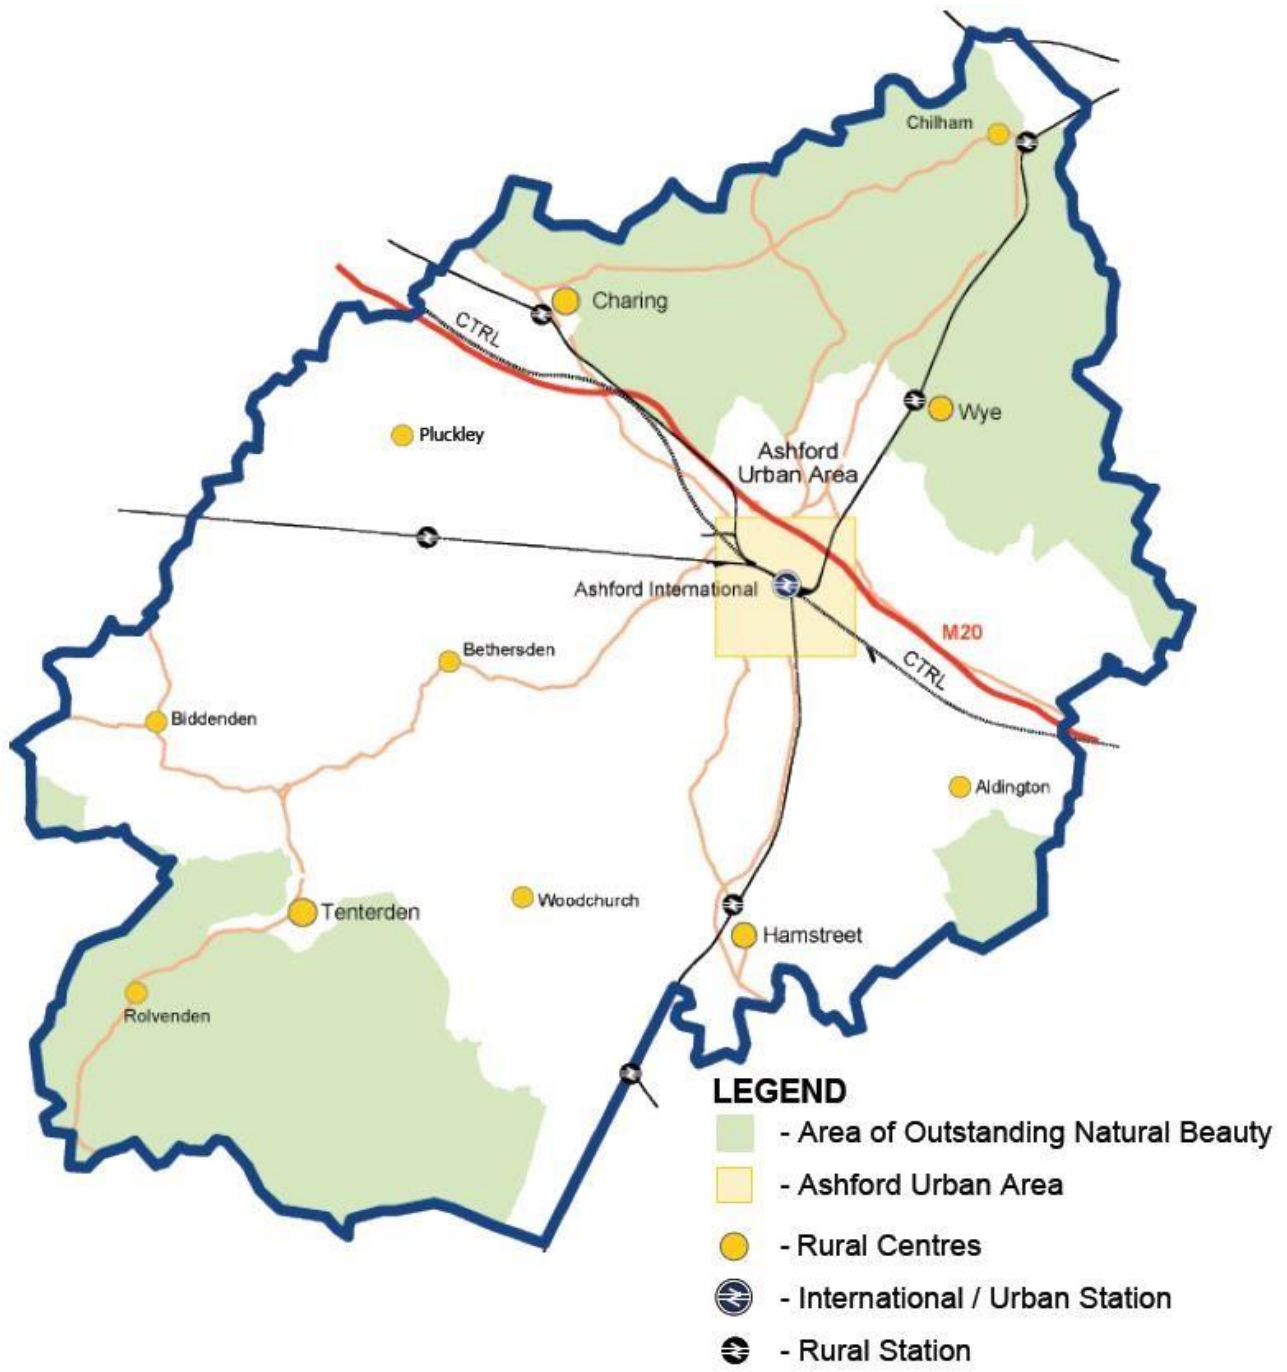 Chilham
Charing
CTRL
Pluckley
Wye
Ashford
Urban Area
Ashford International
M20
CTRL
Bethersden
Biddenden
Aldington
Woodchurch
Tenterden
Hamstreet
Rolvenden
LEGEND
- Area of Outstanding Natural Beauty
- Ashford Urban Area
- Rural Centres
- International / Urban Station
- Rural Station